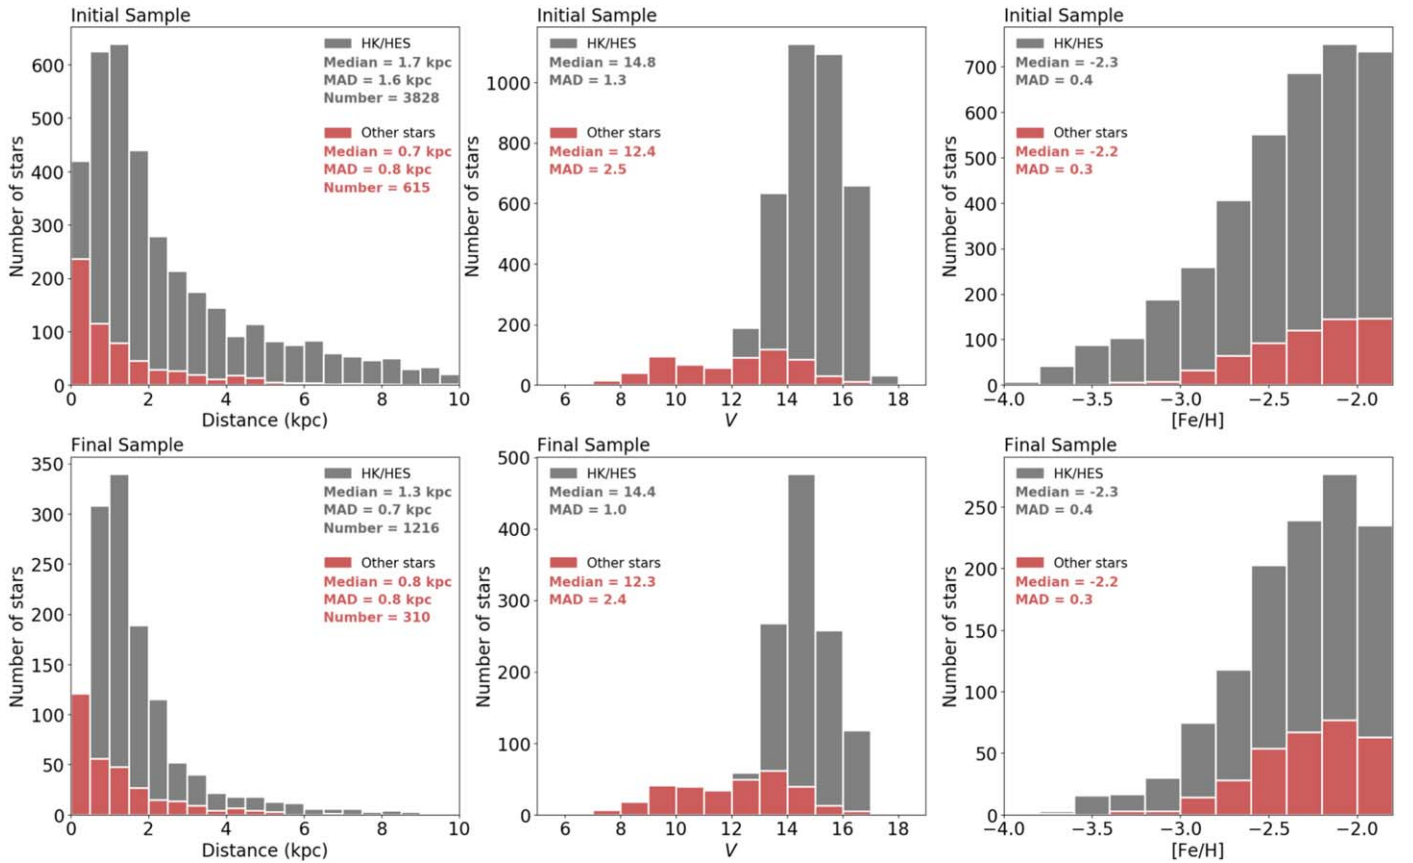 Initial Sample
HK/HES
Median = 1.7 kpc
MAD = 1.6 kpc
Number = 3828
Other stars
Median = 0.7 kpc
MAD = 0.8 kpc
Number = 615
Number of stars
600
500
400
300
200
100
0
0 2 4 6 8 10
Distance (kpc)
Initial Sample
HK/HES
Median = 14.8
MAD = 1.3
Other stars
Median = 12.4
MAD = 2.5
Number of stars
1000
800
600
400
200
0
6 8 10 12 14 16 18
V
Initial Sample
HK/HES
Median = -2.3
MAD = 0.4
Other stars
Median = -2.2
MAD = 0.3
Number of stars
700
600
500
400
300
200
100
0
−4.0 −3.5 −3.0 −2.5 −2.0
[Fe/H]
Final Sample
HK/HES
Median = 1.3 kpc
MAD = 0.7 kpc
Number = 1216
Other stars
Median = 0.8 kpc
MAD = 0.8 kpc
Number = 310
Number of stars
350
300
250
200
150
100
50
0
0 2 4 6 8 10
Distance (kpc)
Final Sample
HK/HES
Median = 14.4
MAD = 1.0
Other stars
Median = 12.3
MAD = 2.4
Number of stars
500
400
300
200
100
0
6 8 10 12 14 16 18
V
Final Sample
HK/HES
Median = -2.3
MAD = 0.4
Other stars
Median = -2.2
MAD = 0.3
Number of stars
250
200
150
100
50
0
−4.0 −3.5 −3.0 −2.5 −2.0
[Fe/H]